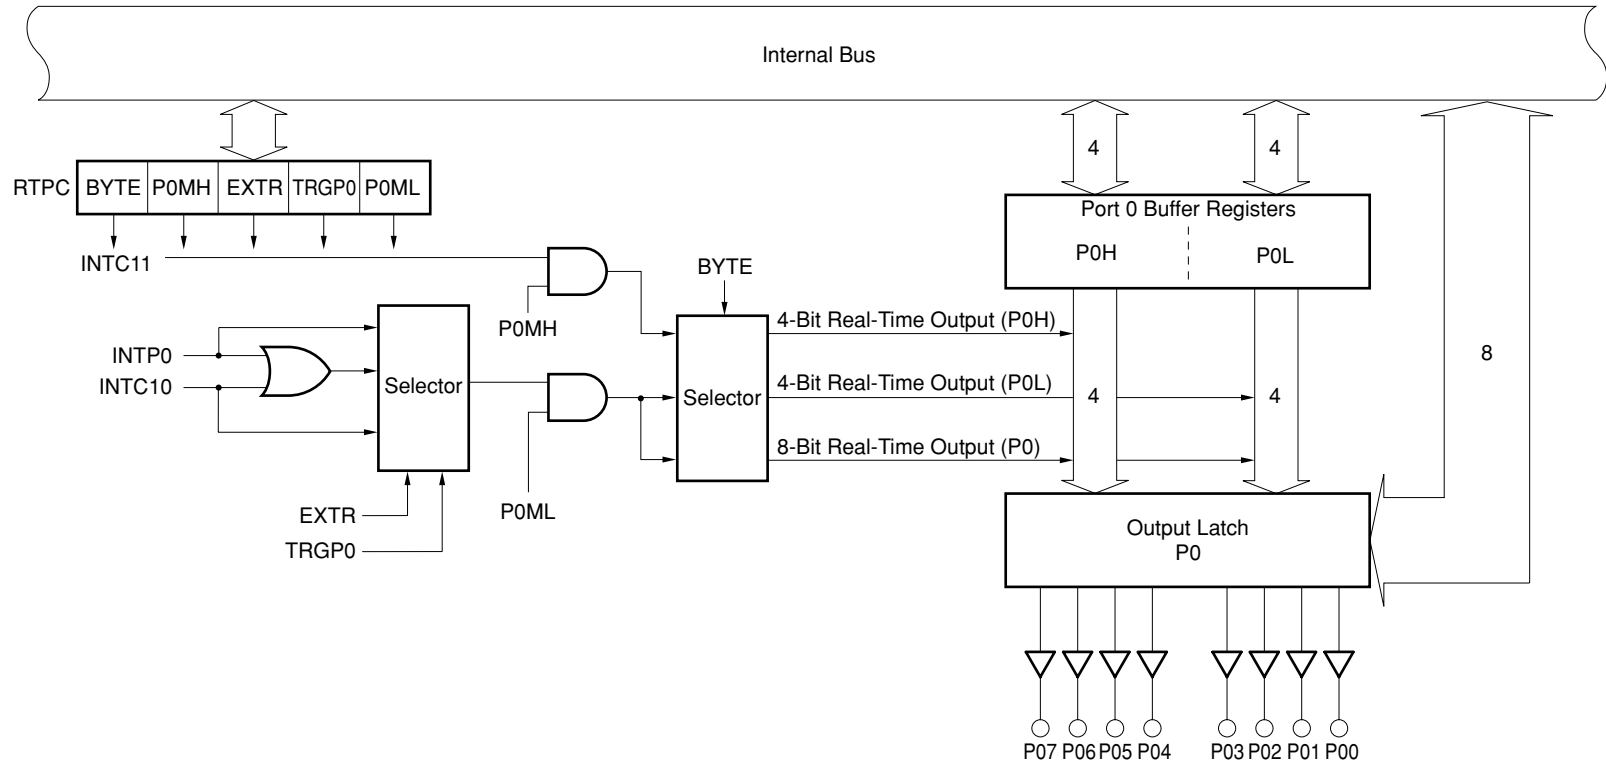 Internal Bus
4
4
RTPC BYTE P0MH EXTR TRGP0 P0ML
Port 0 Buffer Registers
P0H P0L
INTC11
BYTE
P0MH
4-Bit Real-Time Output (P0H)
INTP0
8
INTC10
Selector
4-Bit Real-Time Output (P0L)
Selector
4
4
8-Bit Real-Time Output (P0)
P0ML
EXTR
TRGP0
Output Latch
P0
P07 P06 P05 P04 P03 P02 P01 P00